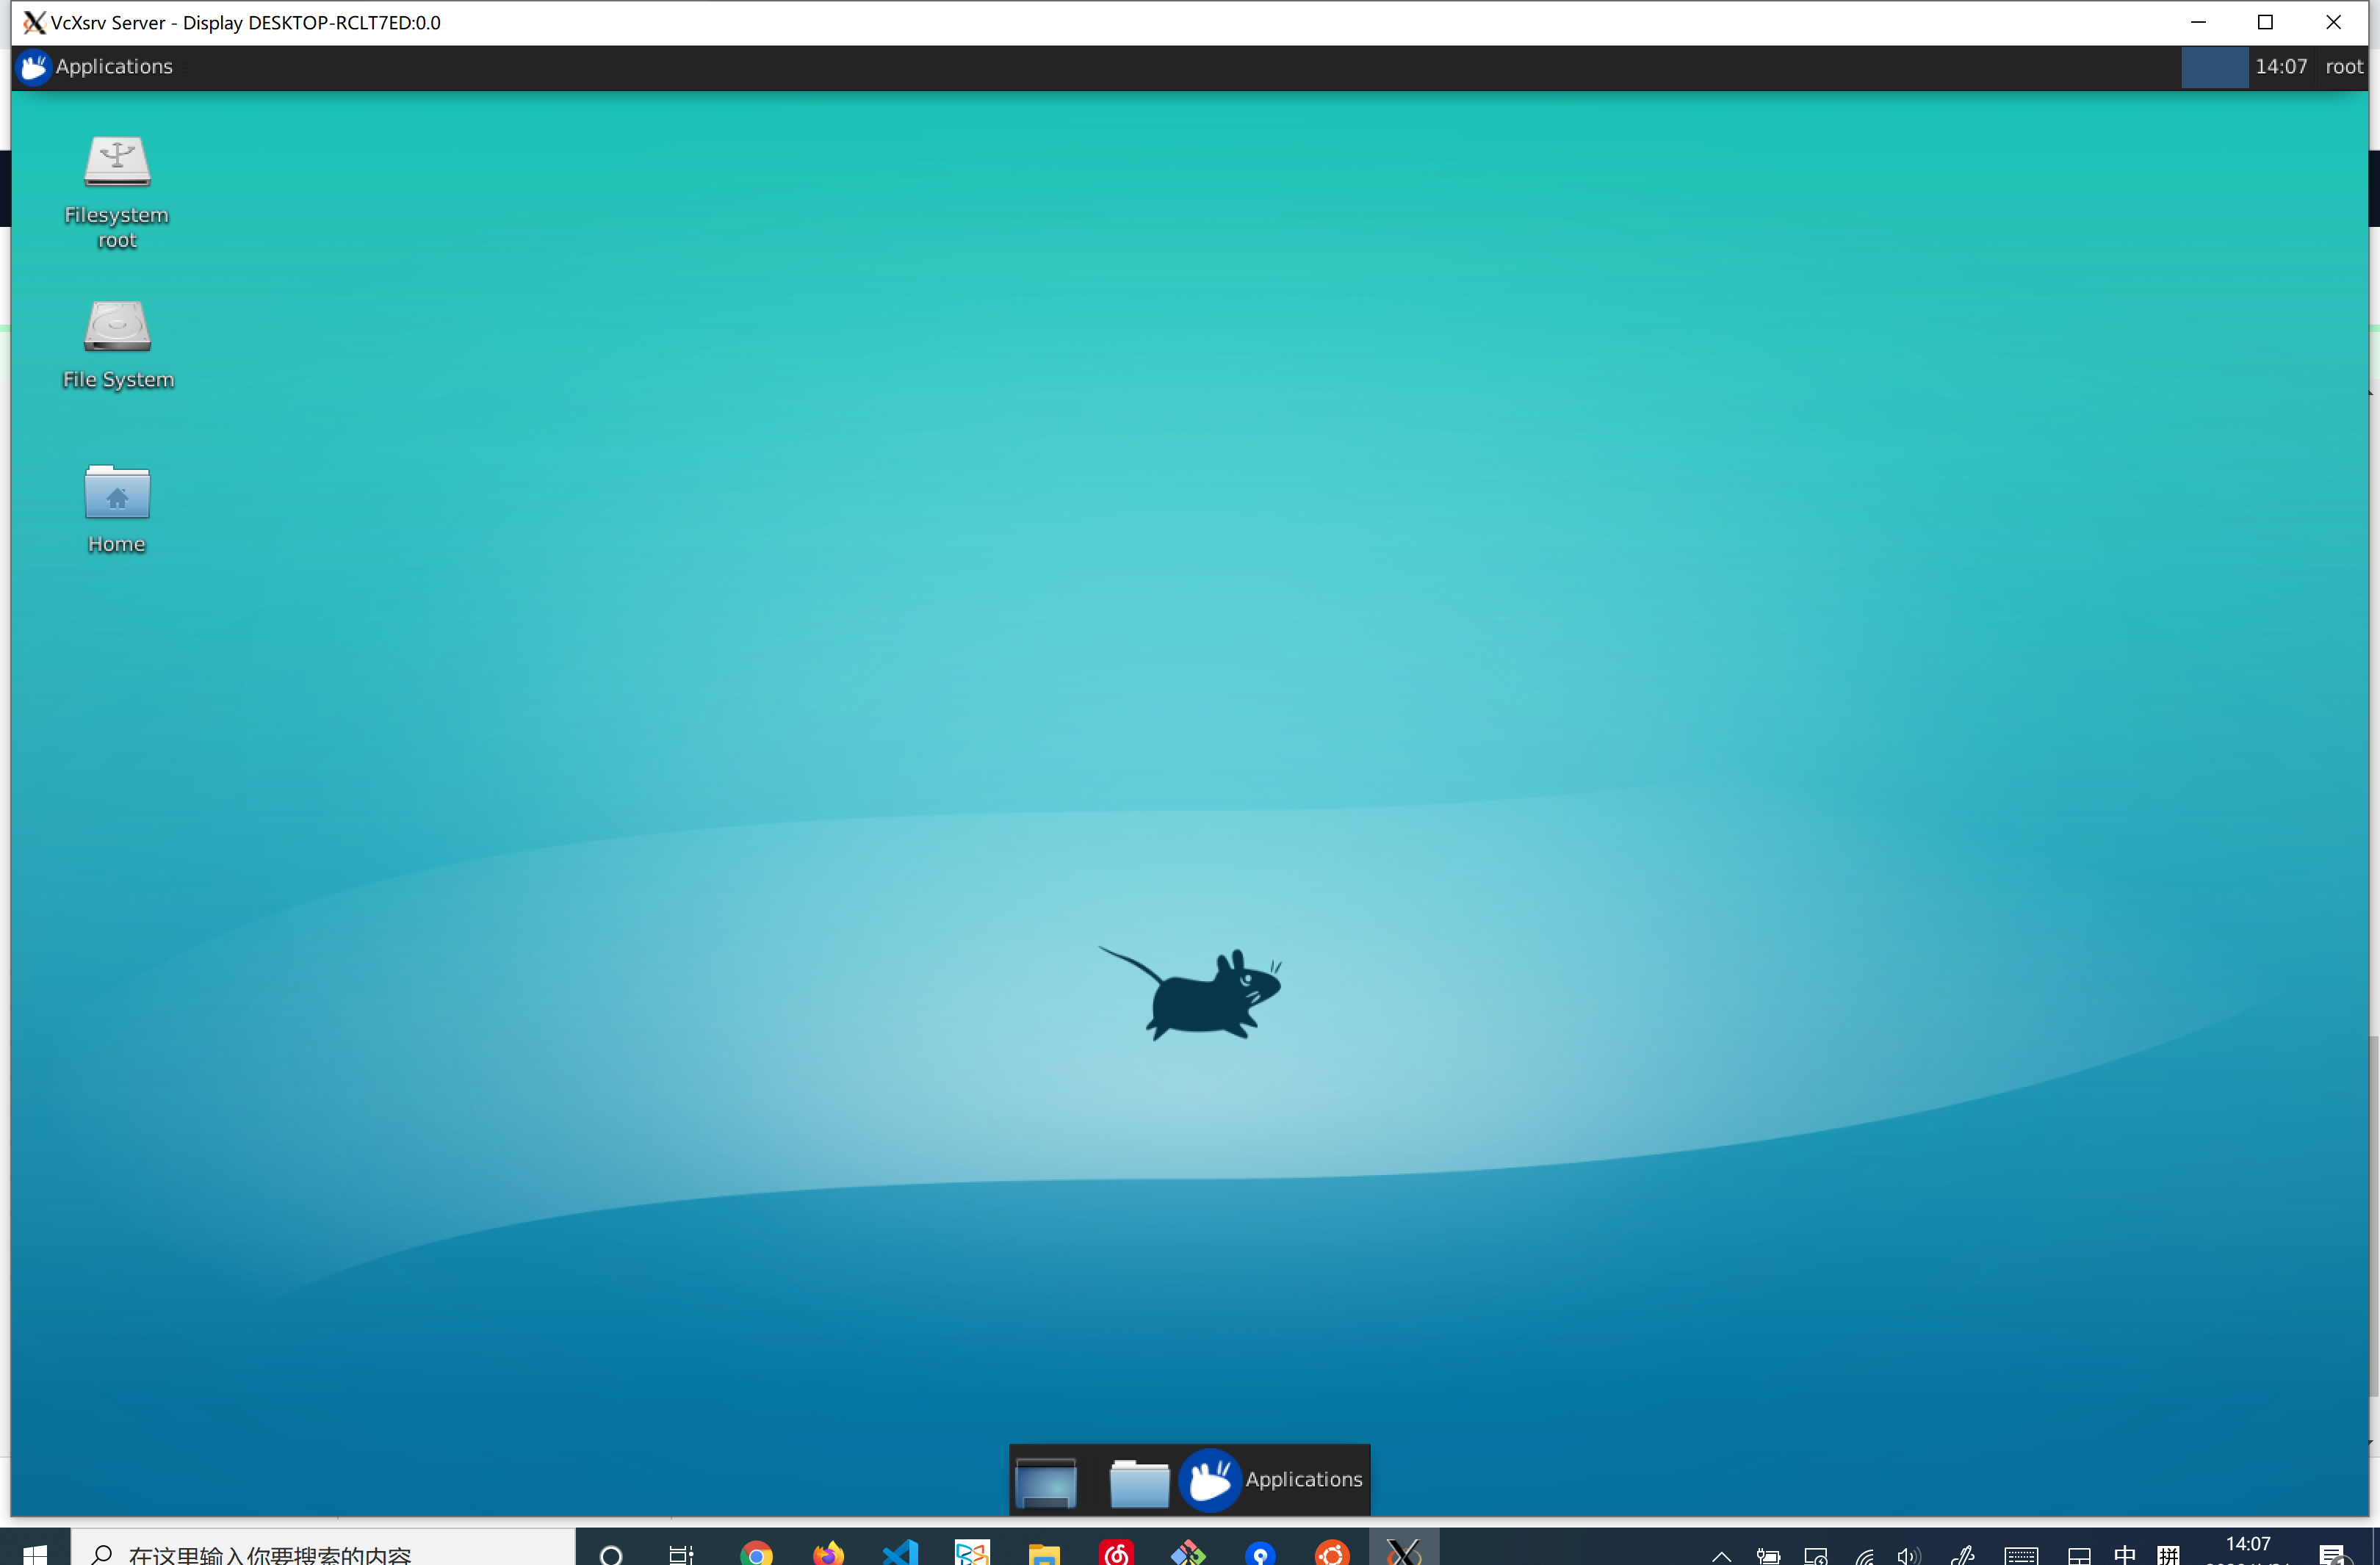 VcXsrv Server - Display DESKTOP-RCLT7ED:0.0
Applications
14:07 root
Filesystem
root
File System
Home
Applications
在这里输入你要搜索的内容
中
拼
14:07